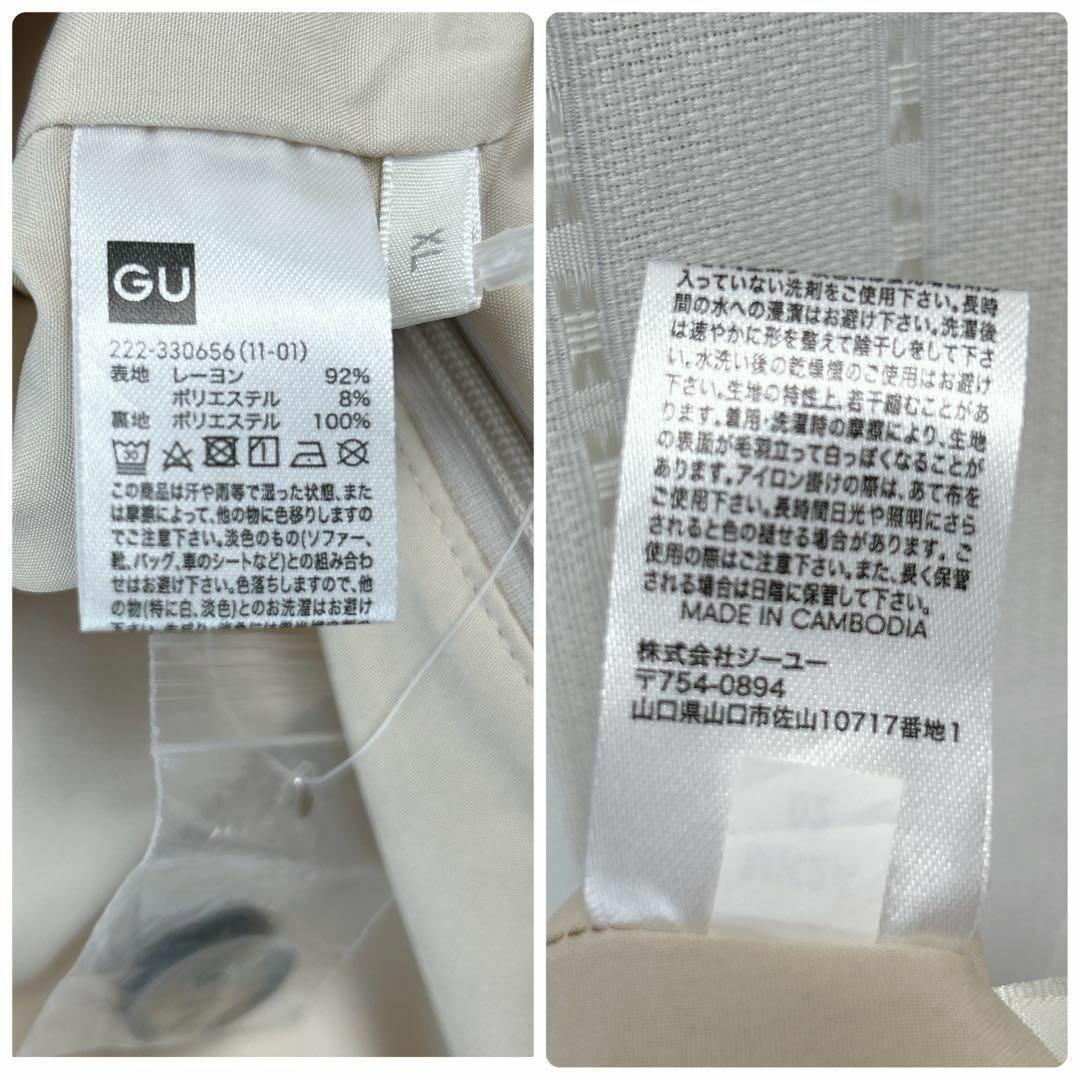 GU
XL
222-330656(11-01)
表地 レーヨン 92%
ポリエステル 8%
裏地 ポリエステル 100%
30
この商品は汗や雨等で湿った状態、また
は摩擦によって、他の物に色移りしますの
でご注意下さい。淡色のもの(ソファー、
靴、バッグ、車のシートなど)との組み合わ
せはお避け下さい。色落ちしますので、他
の物(特に白、淡色)とのお洗濯はお避け
入っていない洗剤をご使用下さい。長時
間の水への浸漬はお避け下さい。洗濯後
は速やかに形を整えて陰干しをして下さ
い。水洗い後の乾燥機のご使用はお避け
下さい。生地の特性上、若干縮むことがあ
ります。着用・洗濯時の摩擦により、生地
の表面が毛羽立って白っぽくなることが
あります。アイロン掛けの際は、あて布を
ご使用下さい。長時間日光や照明にさら
されると色の褪せる場合があります。ご
使用の際はご注意下さい。また、長く保管
される場合は日陰に保管して下さい。
MADE IN CAMBODIA
株式会社ジーユー
〒754-0894
山口県山口市佐山10717番地1